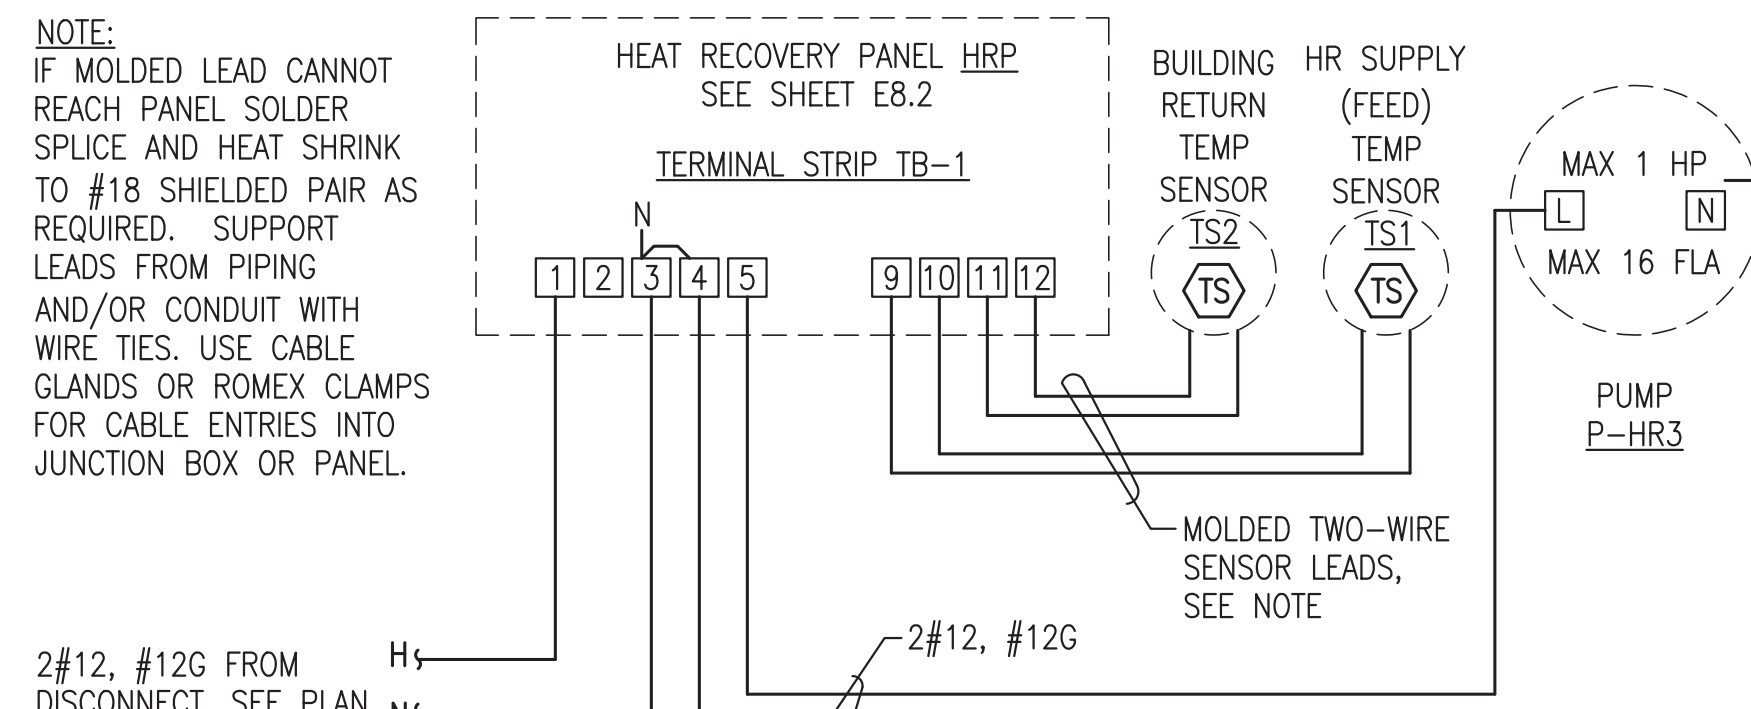 NOTE:
IF MOLDED LEAD CANNOT
REACH PANEL SOLDER
SPLICE AND HEAT SHRINK
TO #18 SHIELDED PAIR AS
REQUIRED. SUPPORT
LEADS FROM PIPING
AND/OR CONDUIT WITH
WIRE TIES. USE CABLE
GLANDS OR ROMEX CLAMPS
FOR CABLE ENTRIES INTO
JUNCTION BOX OR PANEL.
HEAT RECOVERY PANEL HRP
SEE SHEET E8.2
TERMINAL STRIP TB-1
N
1 2 3 4 5 9 10 11 12
BUILDING
RETURN
TEMP
SENSOR
TS2
TS
HR SUPPLY
(FEED)
TEMP
SENSOR
TS1
TS
MAX 1 HP
L N
MAX 16 FLA
PUMP
P-HR3
MOLDED TWO-WIRE
SENSOR LEADS,
SEE NOTE
2#12, #12G
H
2#12, #12G FROM
DISCONNECT. SEE PLAN
N